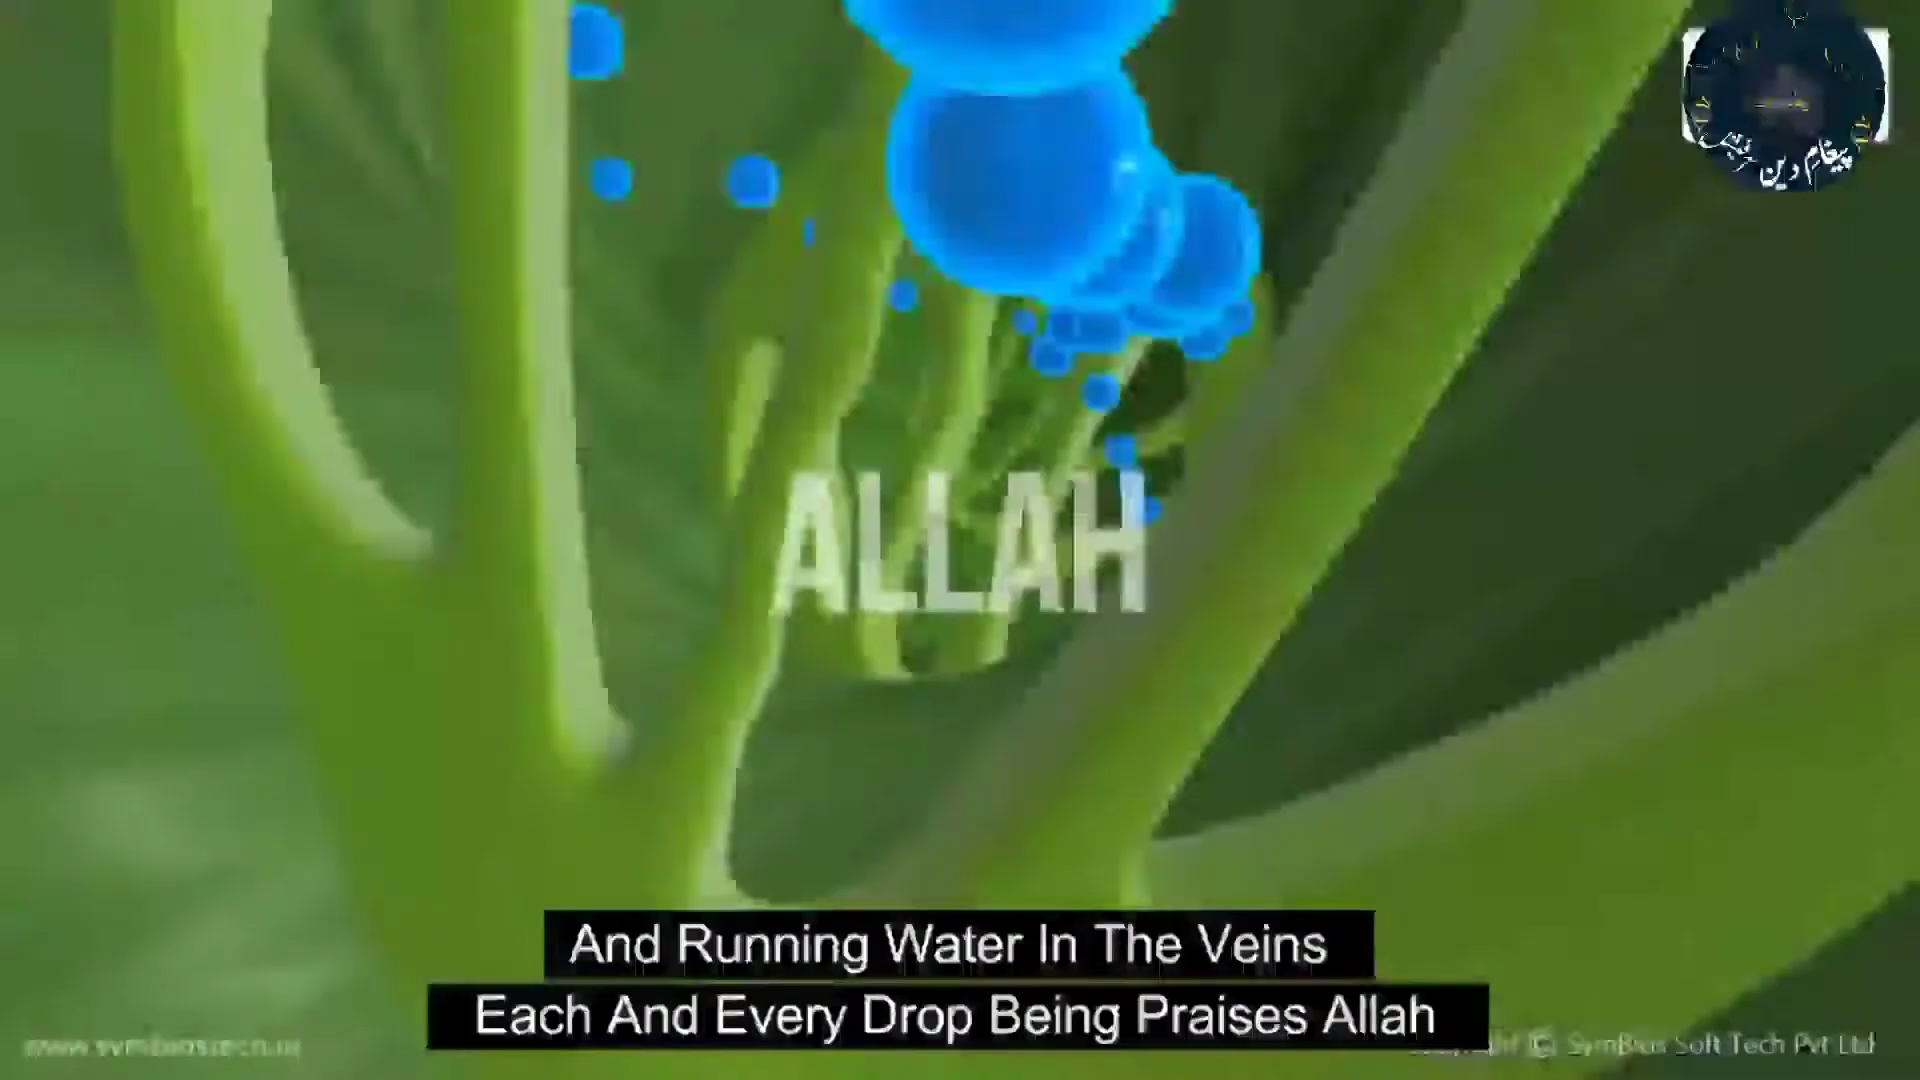 پیغام دین
ALLAH
And Running Water In The Veins
Each And Every Drop Being Praises Allah
SymBios Soft Tech Pvt Ltd